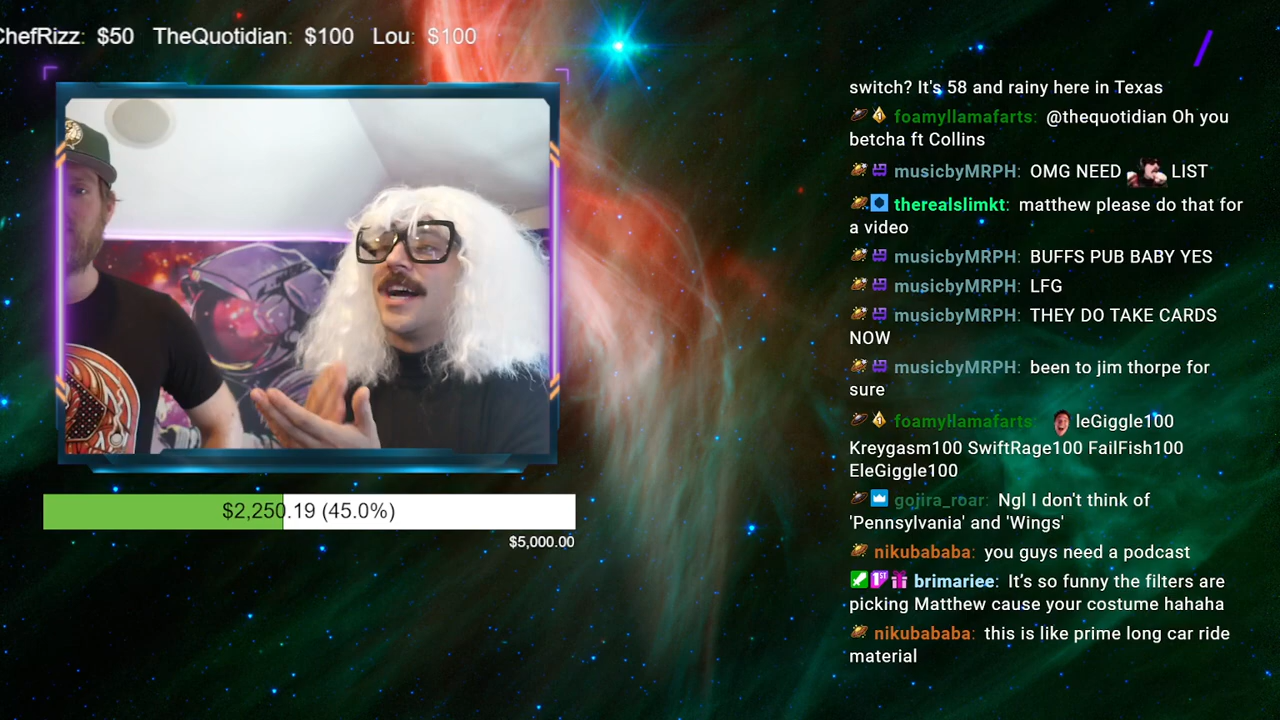 ChefRizz: $50 TheQuotidian: $100 Lou: $100
$2,250.19 (45.0%)
$5,000.00
switch? It's 58 and rainy here in Texas
foamyllamafarts: @thequotidian Oh you
betcha ft Collins
musicbyMRPH: OMG NEED LIST
therealslimkt: matthew please do that for
a video
musicbyMRPH: BUFFS PUB BABY YES
musicbyMRPH: LFG
musicbyMRPH: THEY DO TAKE CARDS
NOW
musicbyMRPH: been to jim thorpe for
sure
foamyllamafarts: leGiggle100
Kreygasm100 SwiftRage100 FailFish100
EleGiggle100
gojira_roar: Ngl I don't think of
'Pennsylvania' and 'Wings'
nikubababa: you guys need a podcast
brimariee: It’s so funny the filters are
picking Matthew cause your costume hahaha
nikubababa: this is like prime long car ride
material